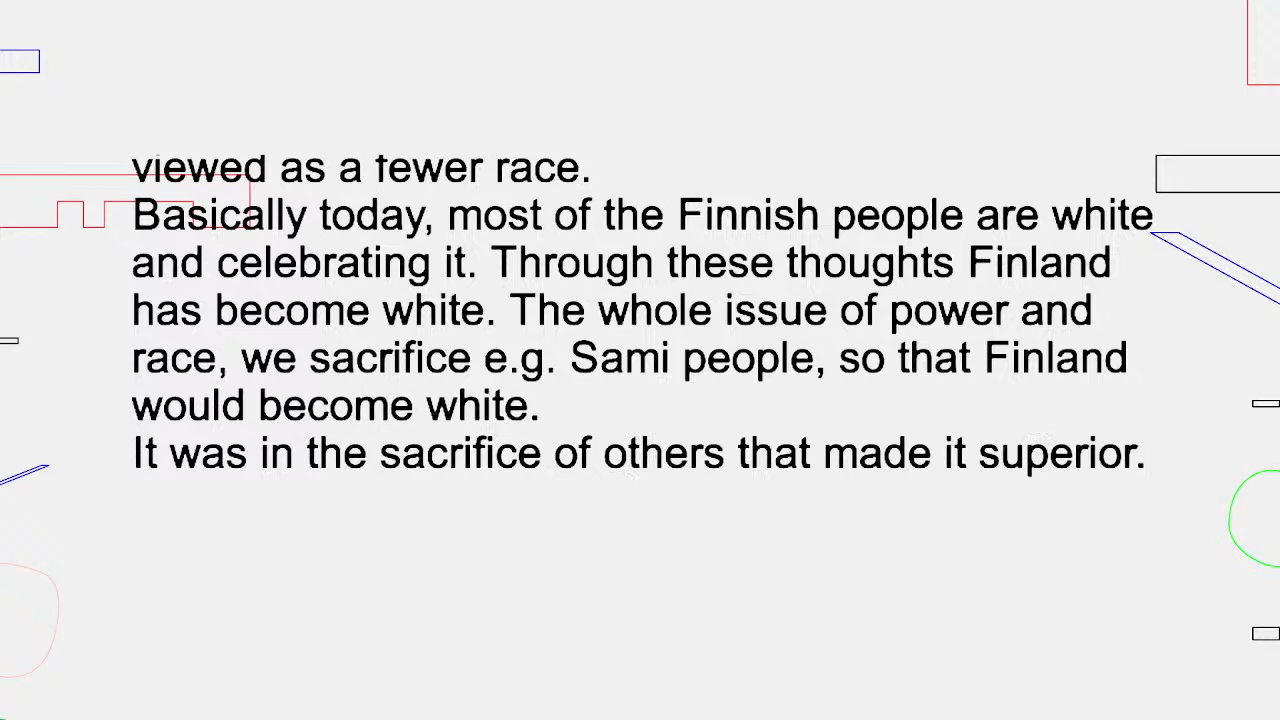 viewed as a fewer race.
Basically today, most of the Finnish people are white
and celebrating it. Through these thoughts Finland
has become white. The whole issue of power and
race, we sacrifice e.g. Sami people, so that Finland
would become white.
It was in the sacrifice of others that made it superior.